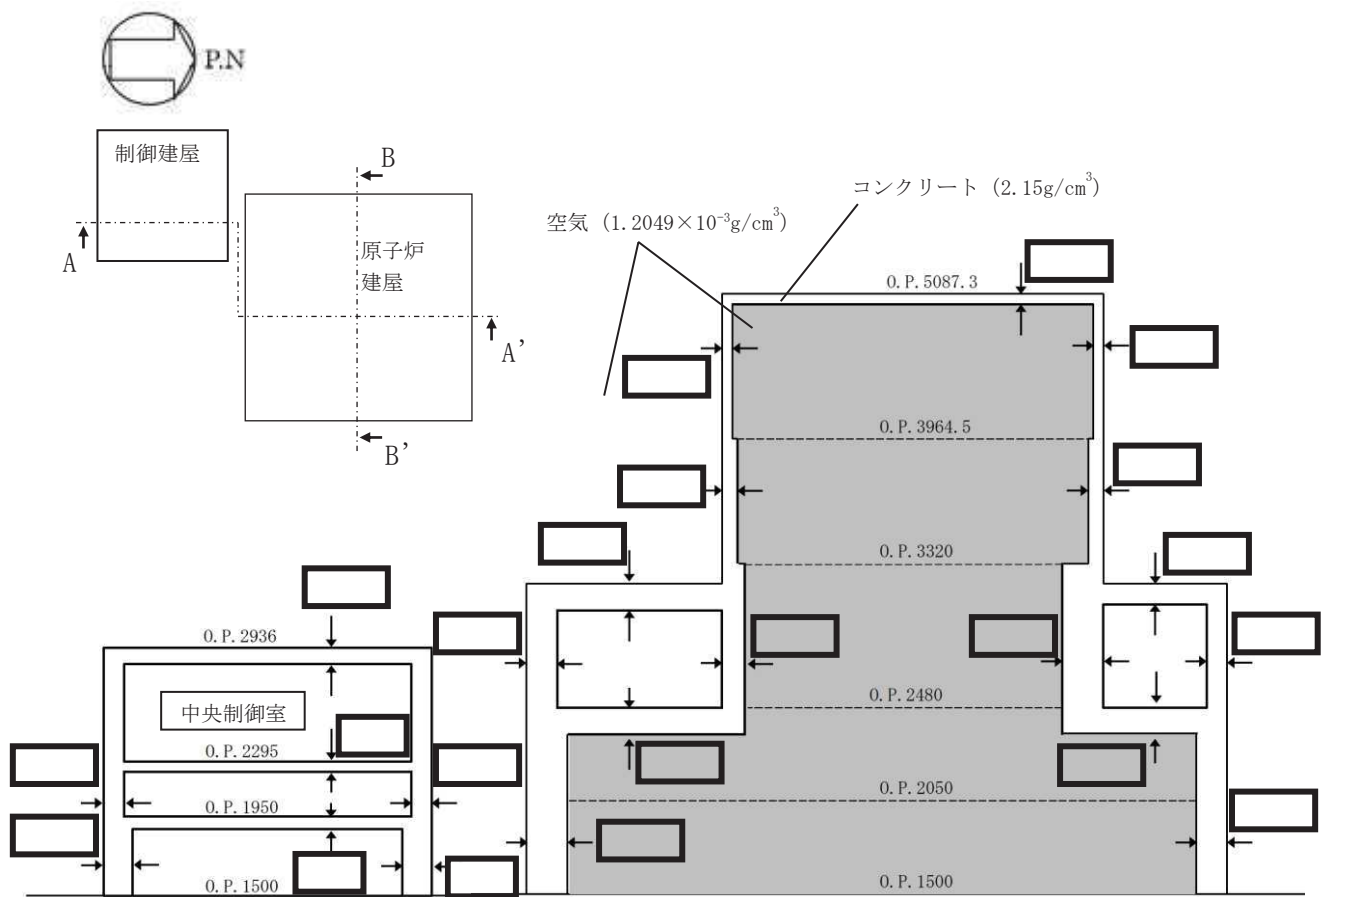 P.N
制御建屋
B
原子炉
建屋
A
A’
B’
コンクリート (2.15g/cm³)
空気 (1.2049×10⁻³g/cm³)
O.P.5087.3
O.P.3964.5
O.P.3320
O.P.2480
O.P.2050
O.P.1500
O.P.2936
中央制御室
O.P.2295
O.P.1950
O.P.1500